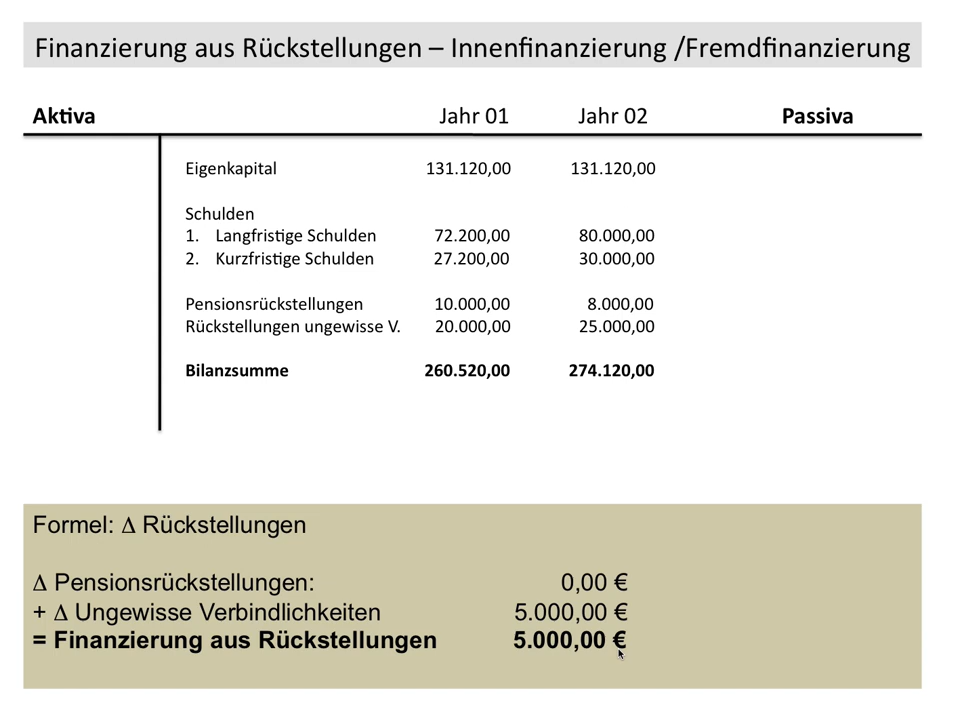 Finanzierung aus Rückstellungen – Innenfinanzierung /Fremdfinanzierung
Aktiva Jahr 01 Jahr 02 Passiva
Eigenkapital 131.120,00 131.120,00
Schulden
1. Langfristige Schulden 72.200,00 80.000,00
2. Kurzfristige Schulden 27.200,00 30.000,00
Pensionsrückstellungen 10.000,00 8.000,00
Rückstellungen ungewisse V. 20.000,00 25.000,00
Bilanzsumme 260.520,00 274.120,00
Formel: Δ Rückstellungen
Δ Pensionsrückstellungen: 0,00 €
+ Δ Ungewisse Verbindlichkeiten 5.000,00 €
= Finanzierung aus Rückstellungen 5.000,00 €